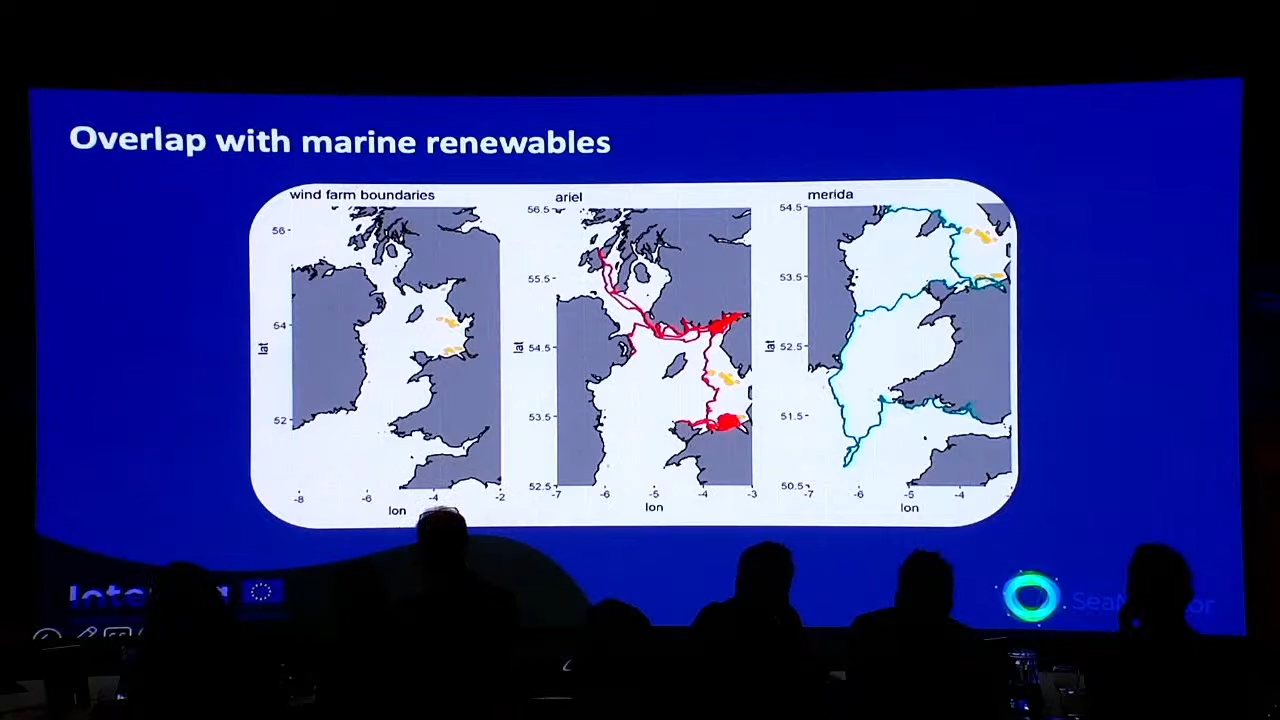 Overlap with marine renewables
wind farm boundaries
ariel
merida
56
54
52
lat
-8
-6
-4
-2
lon
56.5
55.5
54.5
53.5
52.5
lat
-7
-6
-5
-4
-3
lon
54.5
53.5
52.5
51.5
50.5
lat
-7
-6
-5
-4
lon